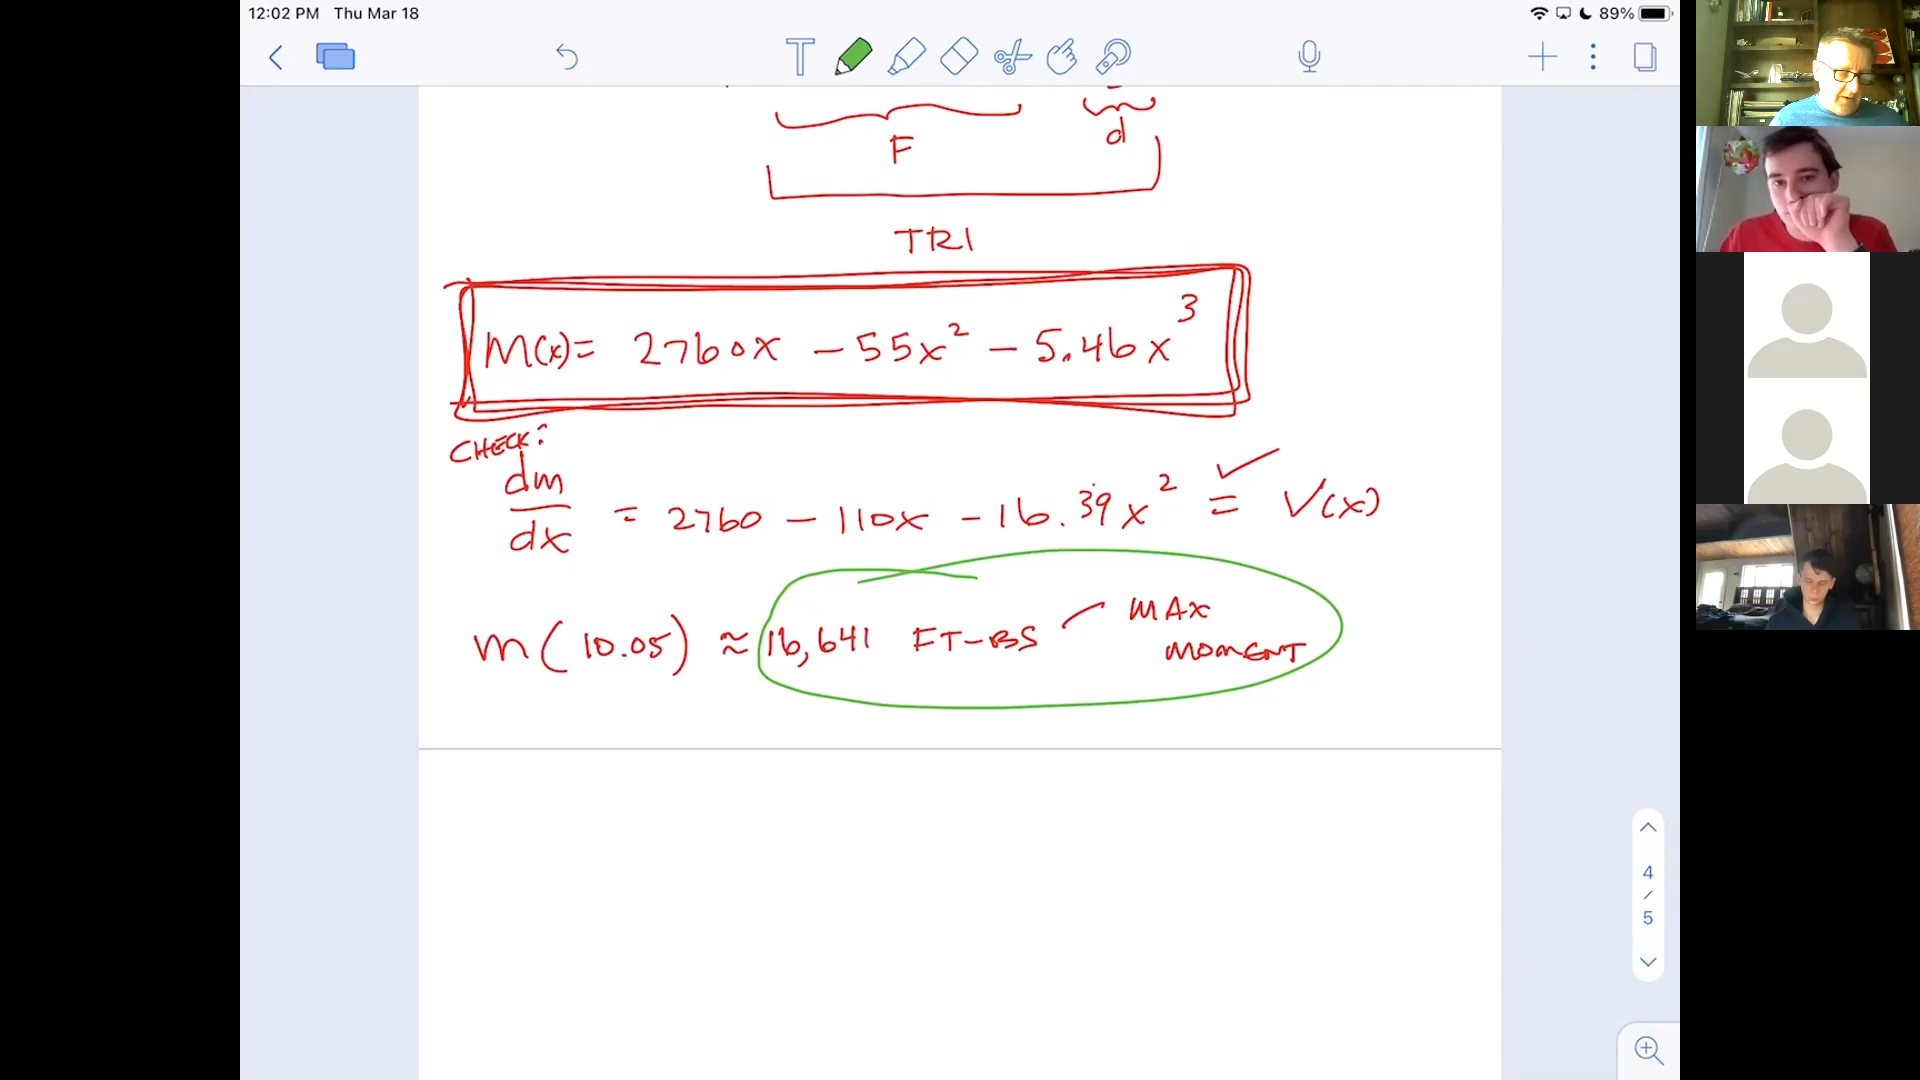 12:02 PM Thu Mar 18
89%
T
F
d
TRI
M(x)= 2760x - 55x² - 5.46x³
CHECK:
dm
dx
= 2760 - 110x - 16.39x² = V(x)
M(10.05) ≈ 16,641 FT-LBS
MAX
MOMENT
4
/
5